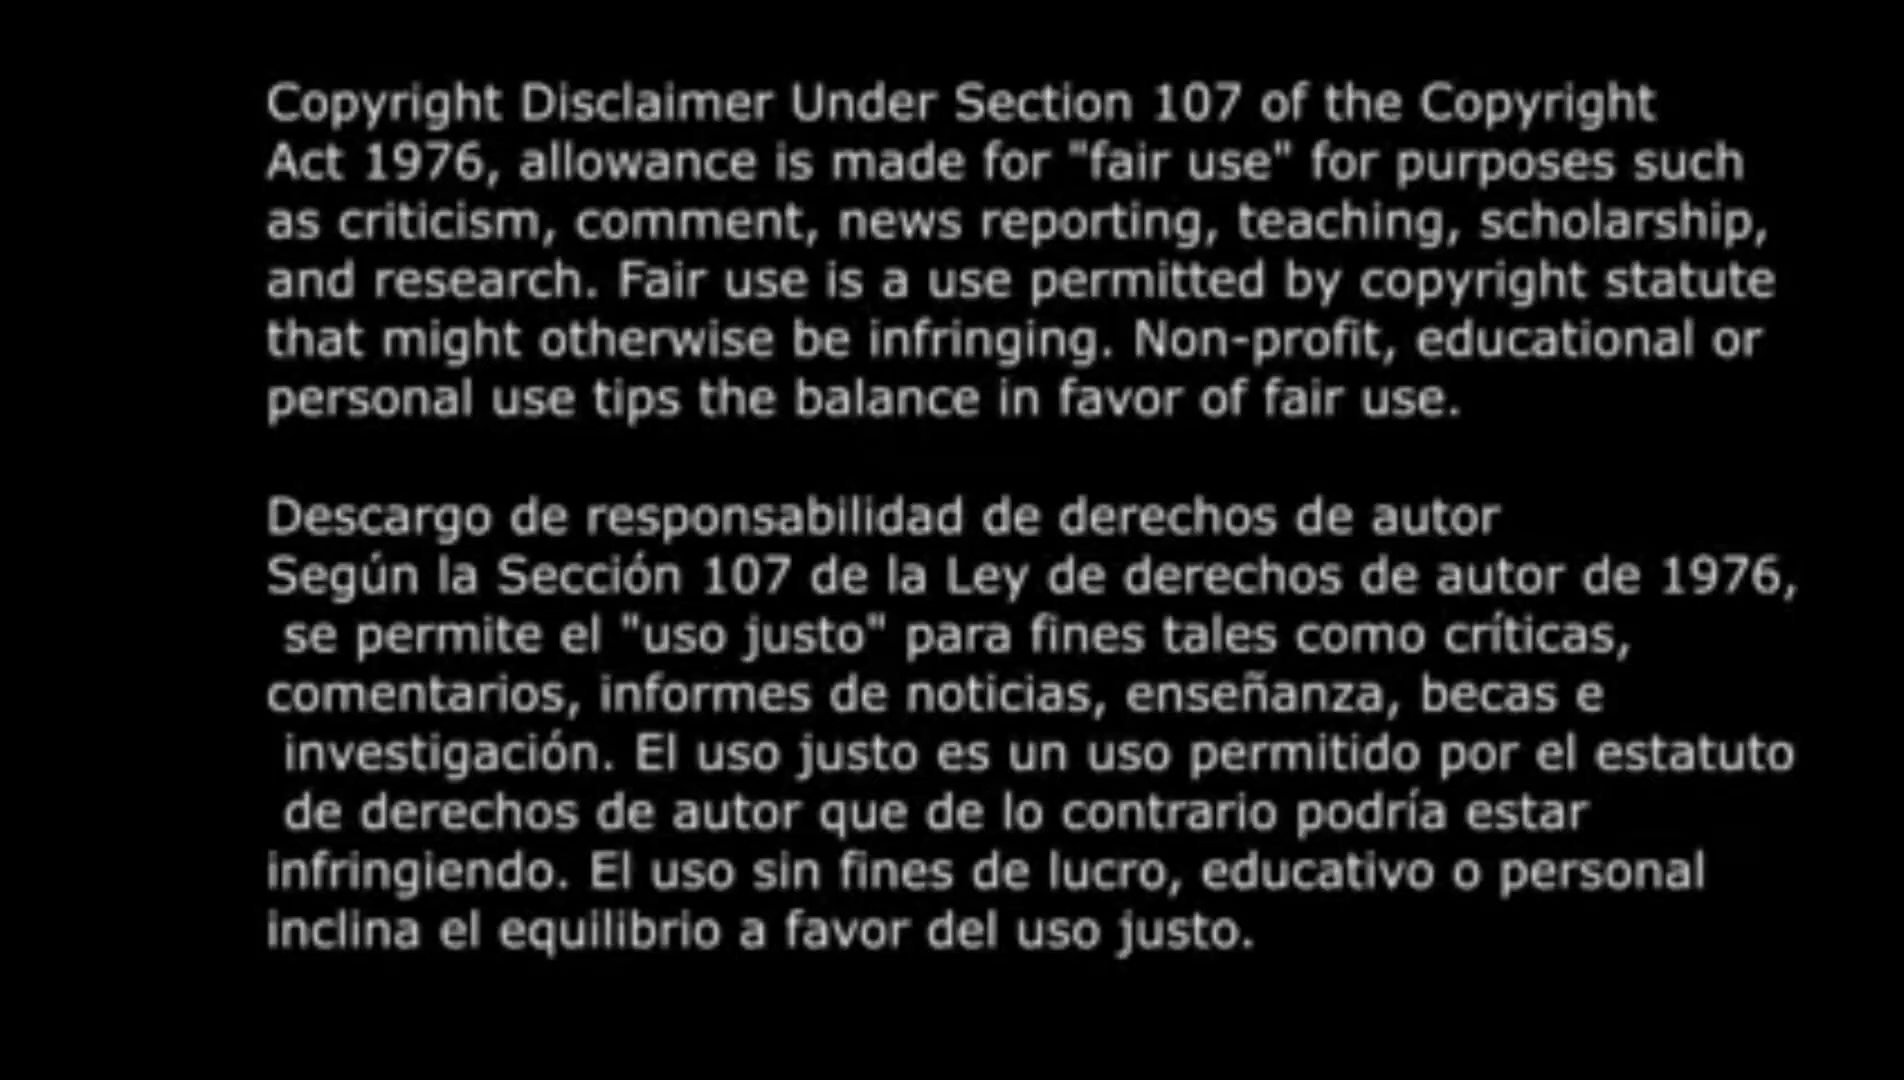 Copyright Disclaimer Under Section 107 of the Copyright
Act 1976, allowance is made for "fair use" for purposes such
as criticism, comment, news reporting, teaching, scholarship,
and research. Fair use is a use permitted by copyright statute
that might otherwise be infringing. Non-profit, educational or
personal use tips the balance in favor of fair use.
Descargo de responsabilidad de derechos de autor
Según la Sección 107 de la Ley de derechos de autor de 1976,
se permite el "uso justo" para fines tales como críticas,
comentarios, informes de noticias, enseñanza, becas e
investigación. El uso justo es un uso permitido por el estatuto
de derechos de autor que de lo contrario podría estar
infringiendo. El uso sin fines de lucro, educativo o personal
inclina el equilibrio a favor del uso justo.